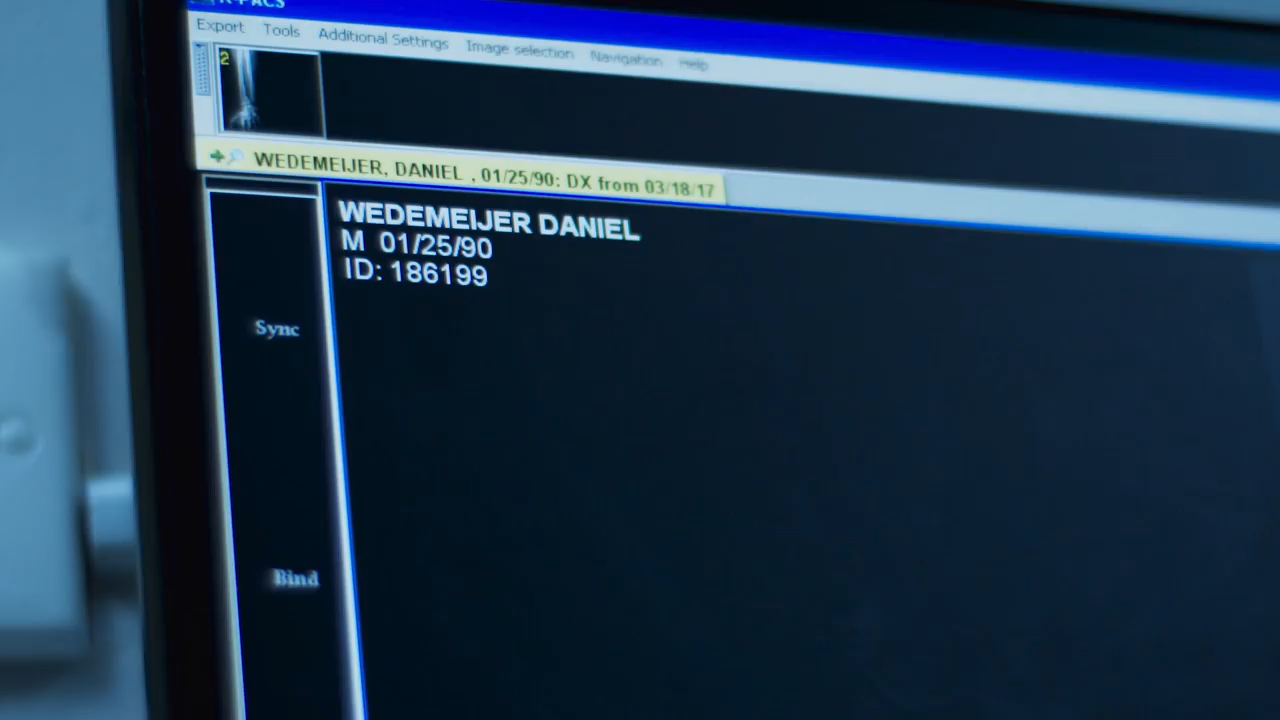 K-PACS
Export Tools Additional Settings Image selection Navigation Help
2
WEDEMEIJER, DANIEL , 01/25/90: DX from 03/18/17
WEDEMEIJER DANIEL
M 01/25/90
ID: 186199
Sync
Bind